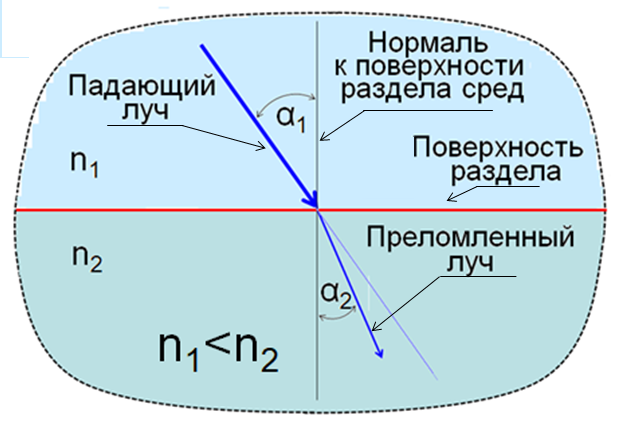 Нормаль
к поверхности
раздела сред
Падающий
луч
α1
n1
Поверхность
раздела
n2
Преломленный
луч
α2
n1<n2